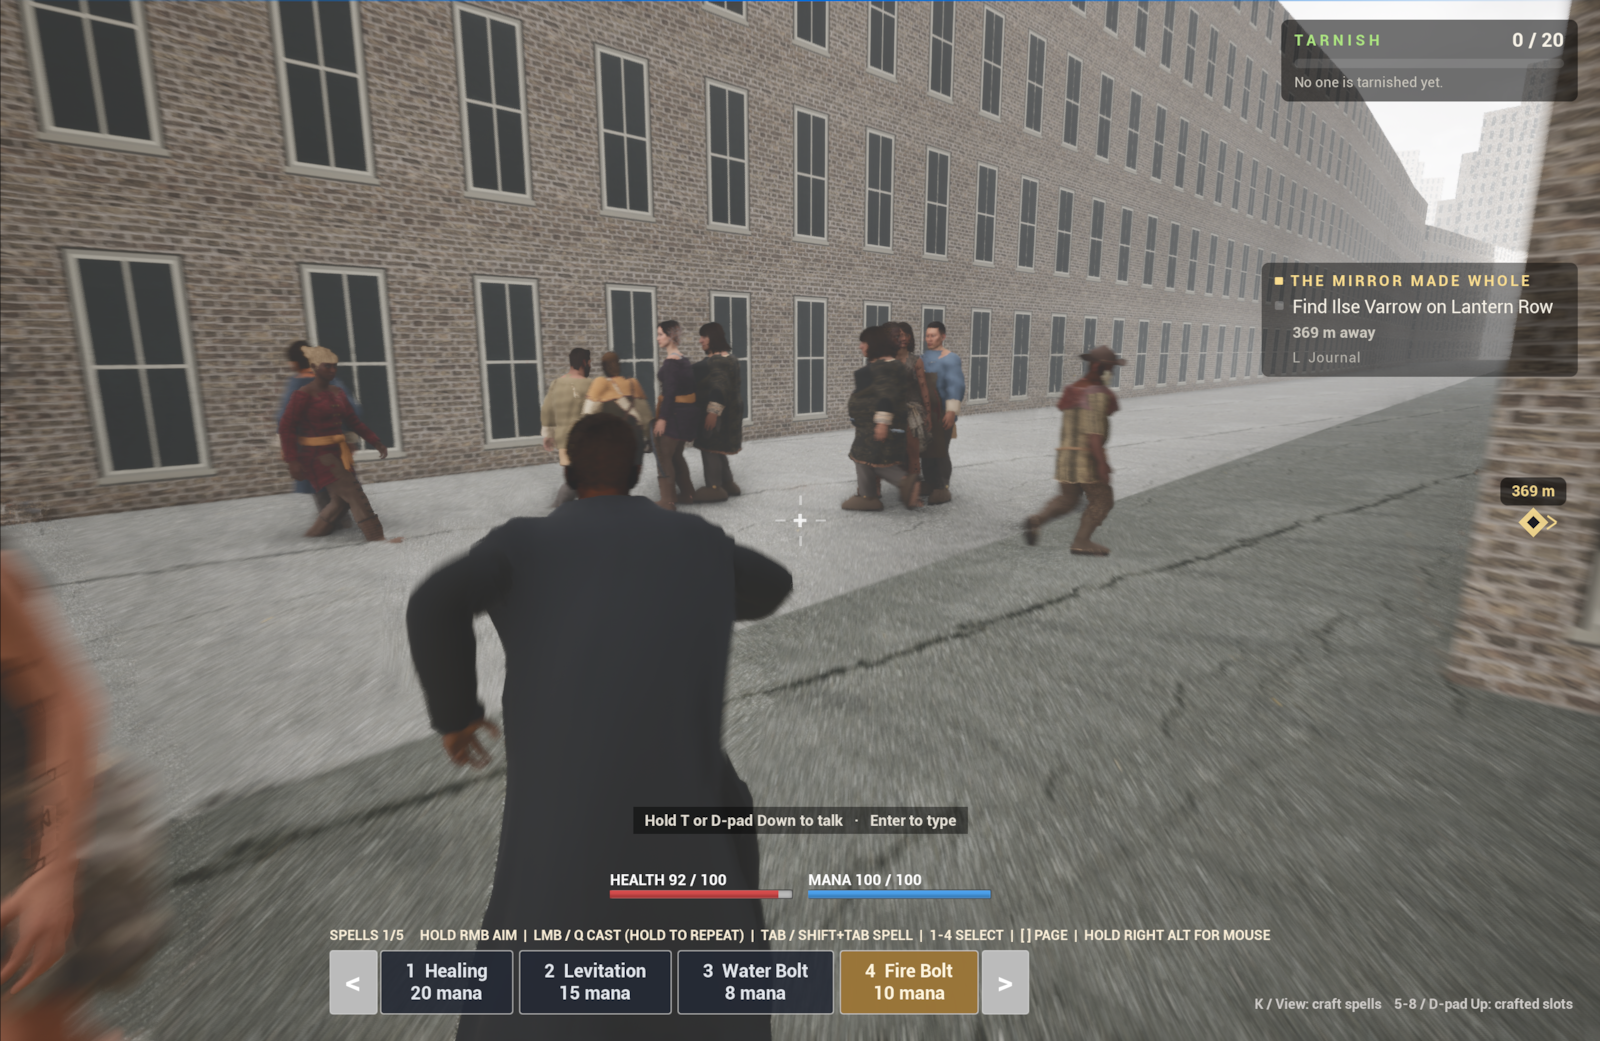 TARNISH 0 / 20
No one is tarnished yet.
THE MIRROR MADE WHOLE
Find Ilse Varrow on Lantern Row
369 m away
L Journal
369 m
Hold T or D-pad Down to talk · Enter to type
HEALTH 92 / 100 MANA 100 / 100
SPELLS 1/5 HOLD RMB AIM | LMB / Q CAST (HOLD TO REPEAT) | TAB / SHIFT+TAB SPELL | 1-4 SELECT | [ ] PAGE | HOLD RIGHT ALT FOR MOUSE
< 1 Healing 2 Levitation 3 Water Bolt 4 Fire Bolt >
20 mana 15 mana 8 mana 10 mana
K / View: craft spells 5-8 / D-pad Up: crafted slots